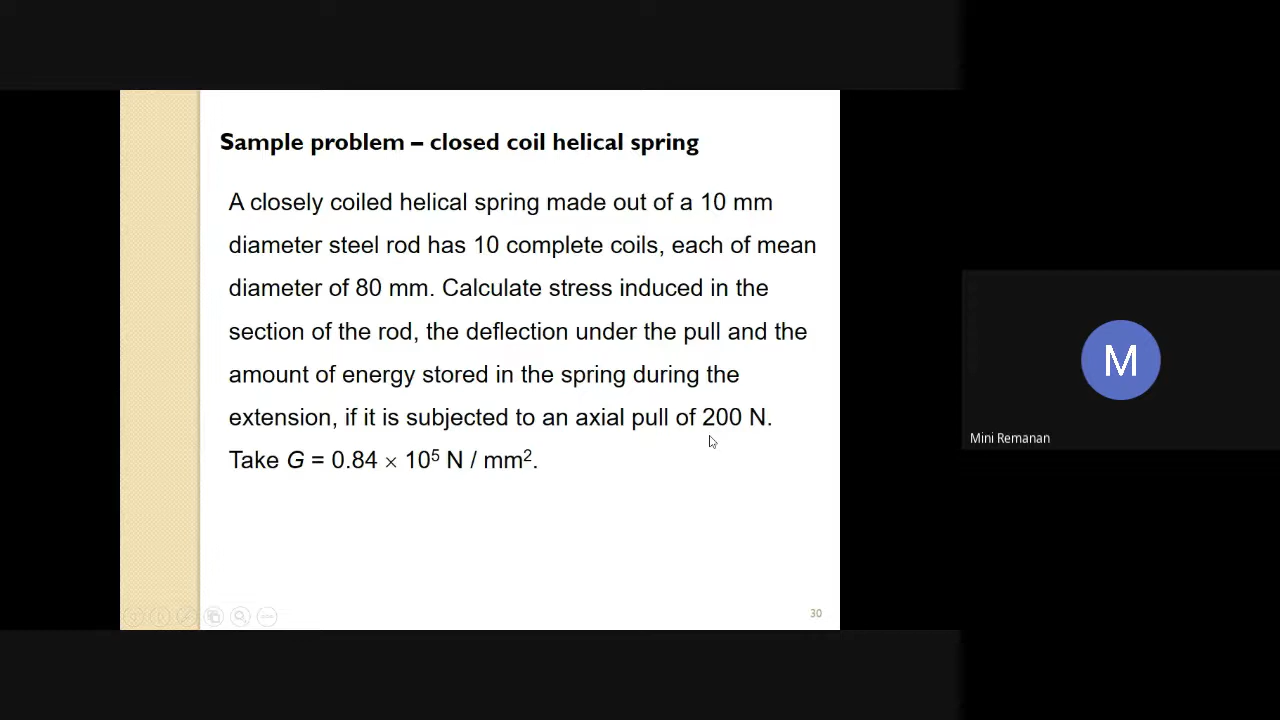 Sample problem – closed coil helical spring
A closely coiled helical spring made out of a 10 mm
diameter steel rod has 10 complete coils, each of mean
diameter of 80 mm. Calculate stress induced in the
section of the rod, the deflection under the pull and the
amount of energy stored in the spring during the
extension, if it is subjected to an axial pull of 200 N.
Take G = 0.84 × 10⁵ N / mm².
30
M
Mini Remanan